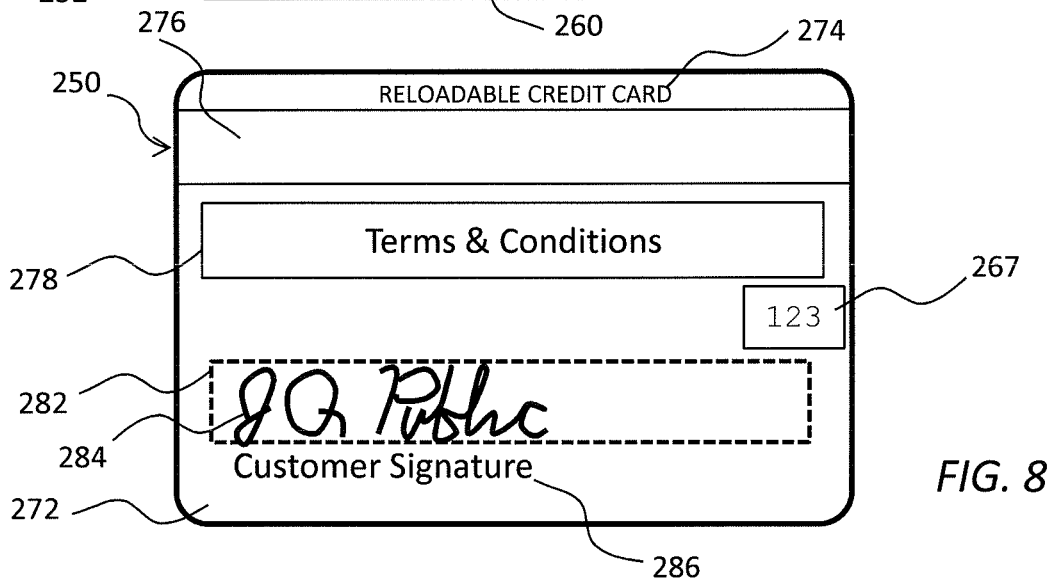 260
276
274
250
RELOADABLE CREDIT CARD
Terms & Conditions
278
267
123
282
J Q Public
284
Customer Signature
272
FIG. 8
286